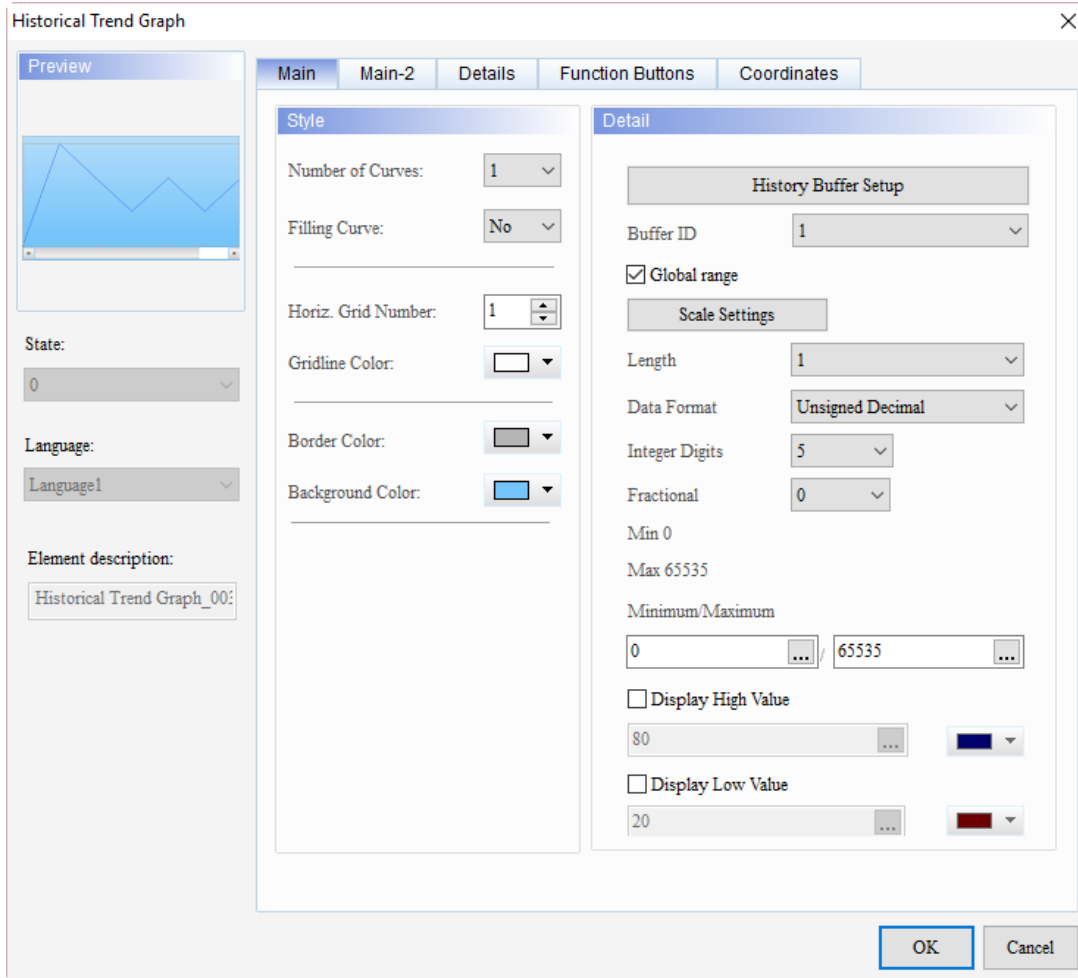 Historical Trend Graph
Preview
State:
0
Language:
Language1
Element description:
Historical Trend Graph_003
Main
Main-2
Details
Function Buttons
Coordinates
Style
Number of Curves:
1
Filling Curve:
No
Horiz. Grid Number:
1
Gridline Color:
Border Color:
Background Color:
Detail
History Buffer Setup
Buffer ID
1
Global range
Scale Settings
Length
1
Data Format
Unsigned Decimal
Integer Digits
5
Fractional
0
Min 0
Max 65535
Minimum/Maximum
0 ... / 65535 ...
Display High Value
80 ...
Display Low Value
20 ...
OK
Cancel